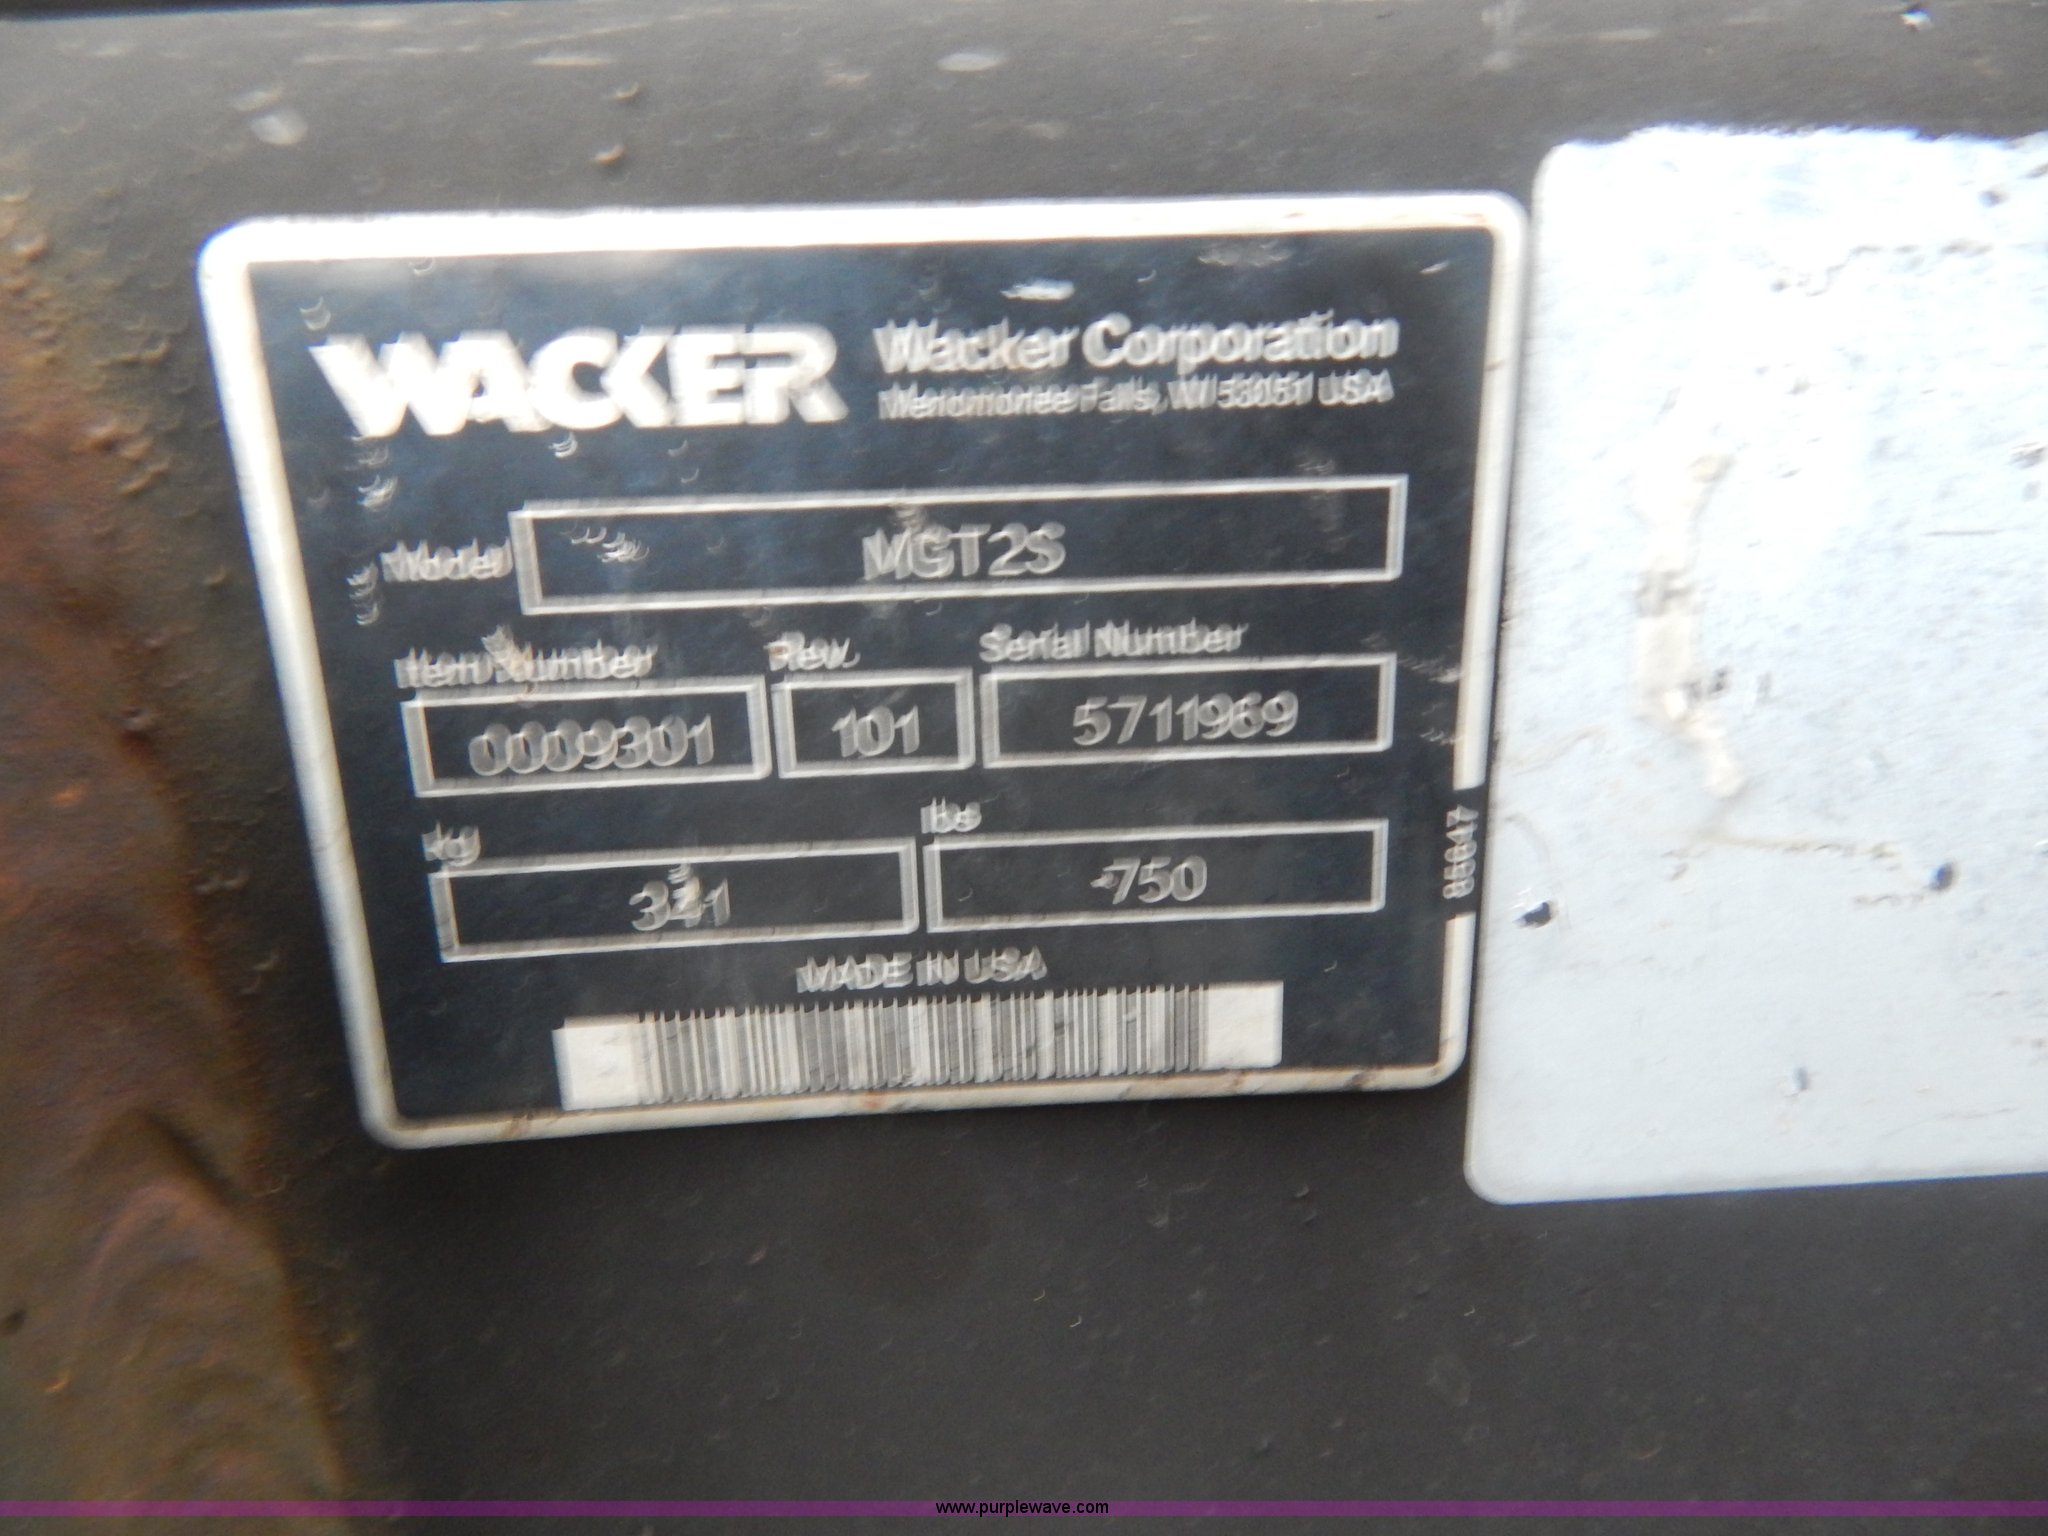 WACKER
Wacker Corporation
Menomonee Falls, WI 53051 USA
Model MGT2S
Item Number Rev. Serial Number
0009301 101 5711969
kg lbs
341 750
MADE IN USA
85647
www.purplewave.com